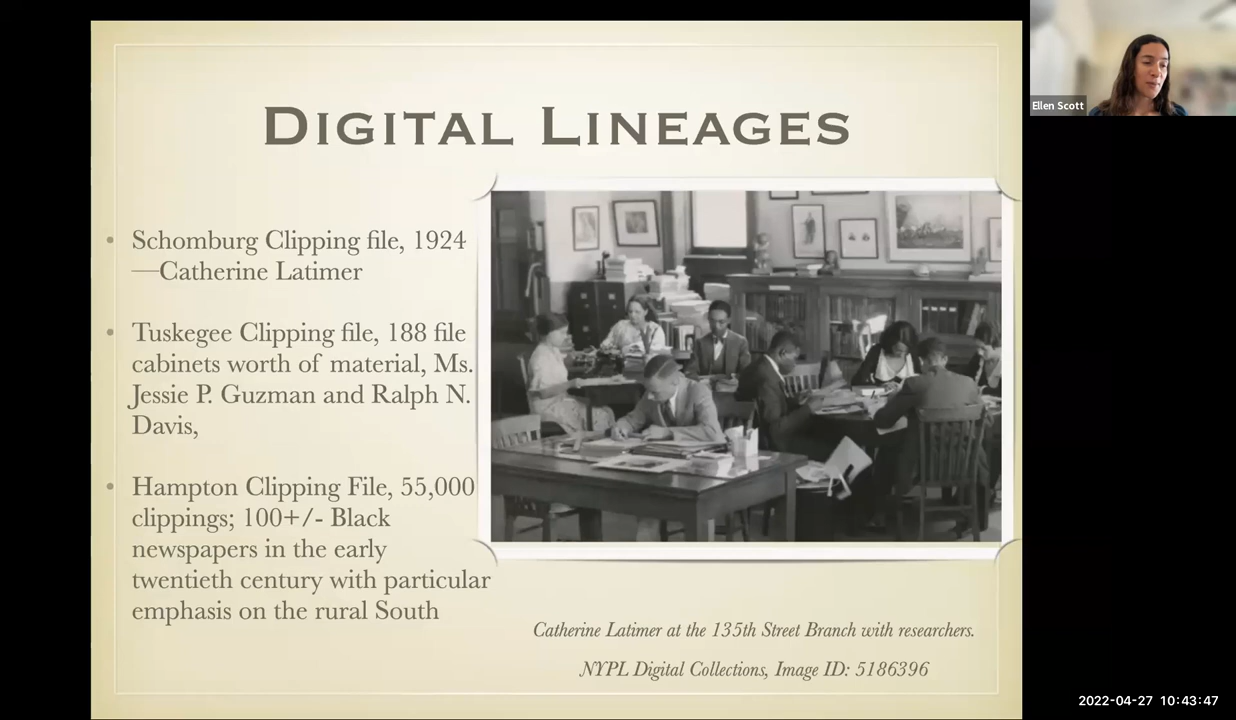 Digital Lineages
Schomburg Clipping file, 1924
—Catherine Latimer
Tuskegee Clipping file, 188 file
cabinets worth of material, Ms.
Jessie P. Guzman and Ralph N.
Davis,
Hampton Clipping File, 55,000
clippings; 100+/- Black
newspapers in the early
twentieth century with particular
emphasis on the rural South
Catherine Latimer at the 135th Street Branch with researchers.
NYPL Digital Collections, Image ID: 5186396
Ellen Scott
2022-04-27 10:43:47